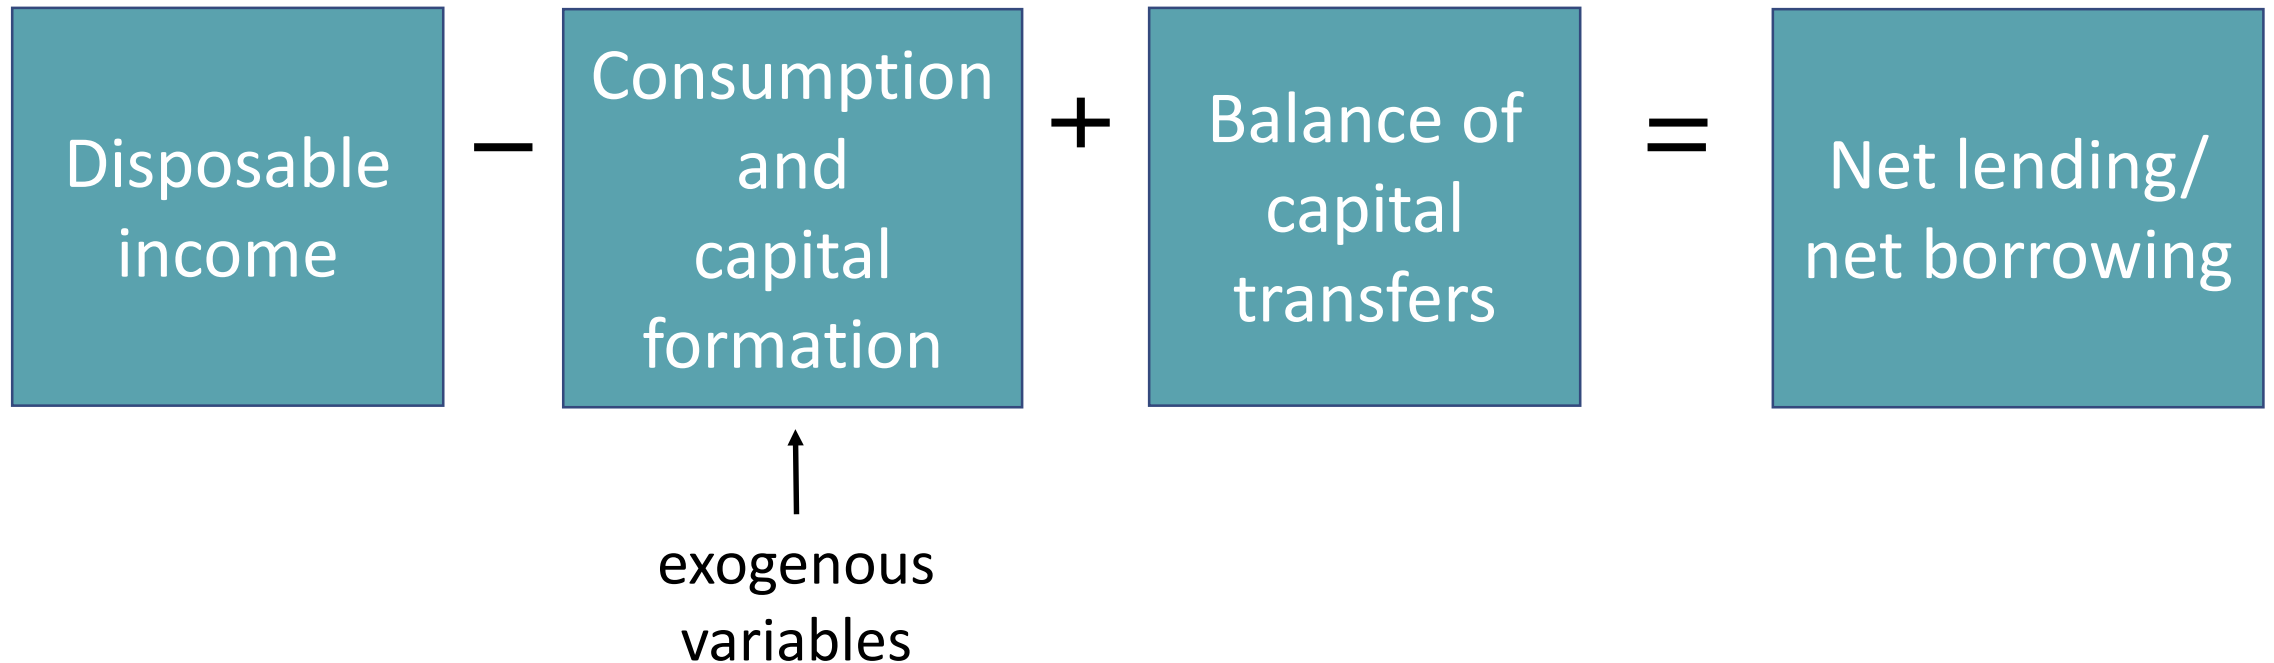 Disposable
income
–
Consumption
and
capital
formation
+
Balance of
capital
transfers
=
Net lending/
net borrowing
exogenous
variables